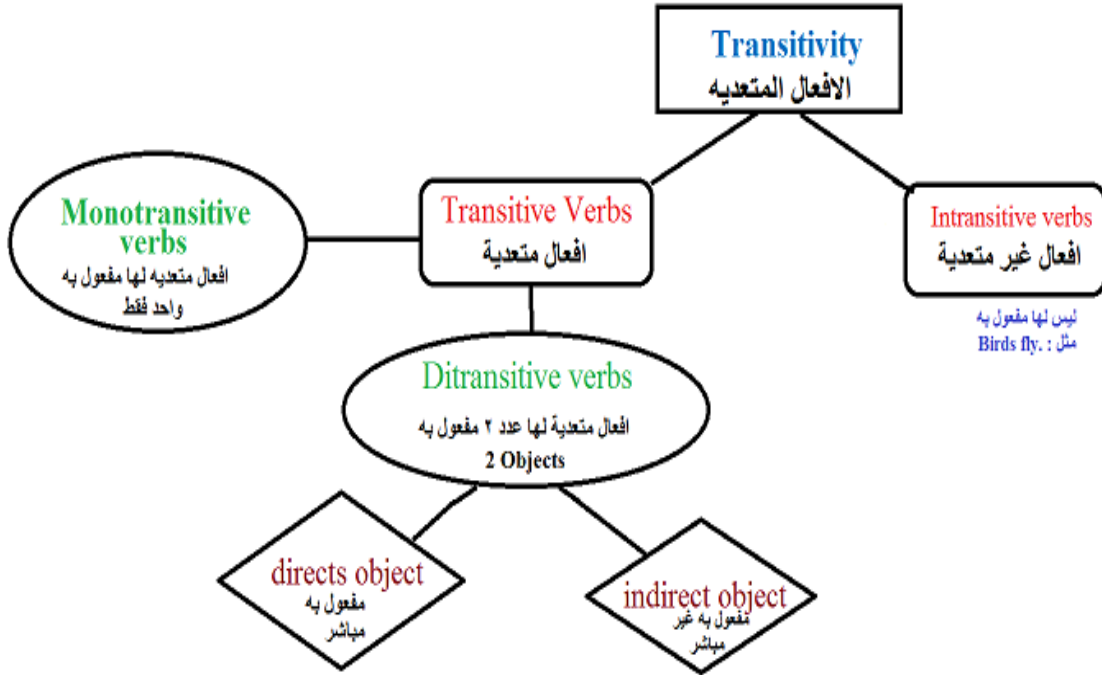 Transitivity
الافعال المتعديه
Monotransitive
verbs
افعال متعديه لها مفعول به
واحد فقط
Transitive Verbs
افعال متعدية
Intransitive verbs
افعال غير متعدية
ليس لها مفعول به
مثل : Birds fly.
Ditransitive verbs
افعال متعدية لها عدد ٢ مفعول به
2 Objects
directs object
مفعول به
مباشر
indirect object
مفعول به غير
مباشر